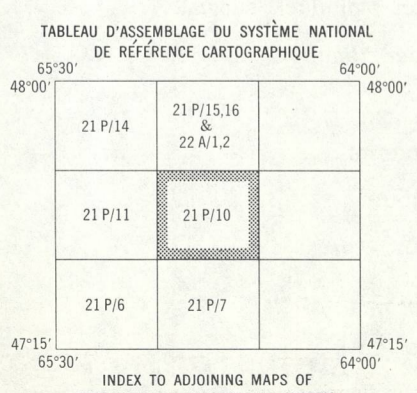 TABLEAU D'ASSEMBLAGE DU SYSTÈME NATIONAL
DE RÉFÉRENCE CARTOGRAPHIQUE
65°30′ 64°00′
48°00′ 48°00′
21 P/14 21 P/15,16
&
22 A/1,2
21 P/11 21 P/10
21 P/6 21 P/7
47°15′ 47°15′
65°30′ 64°00′
INDEX TO ADJOINING MAPS OF